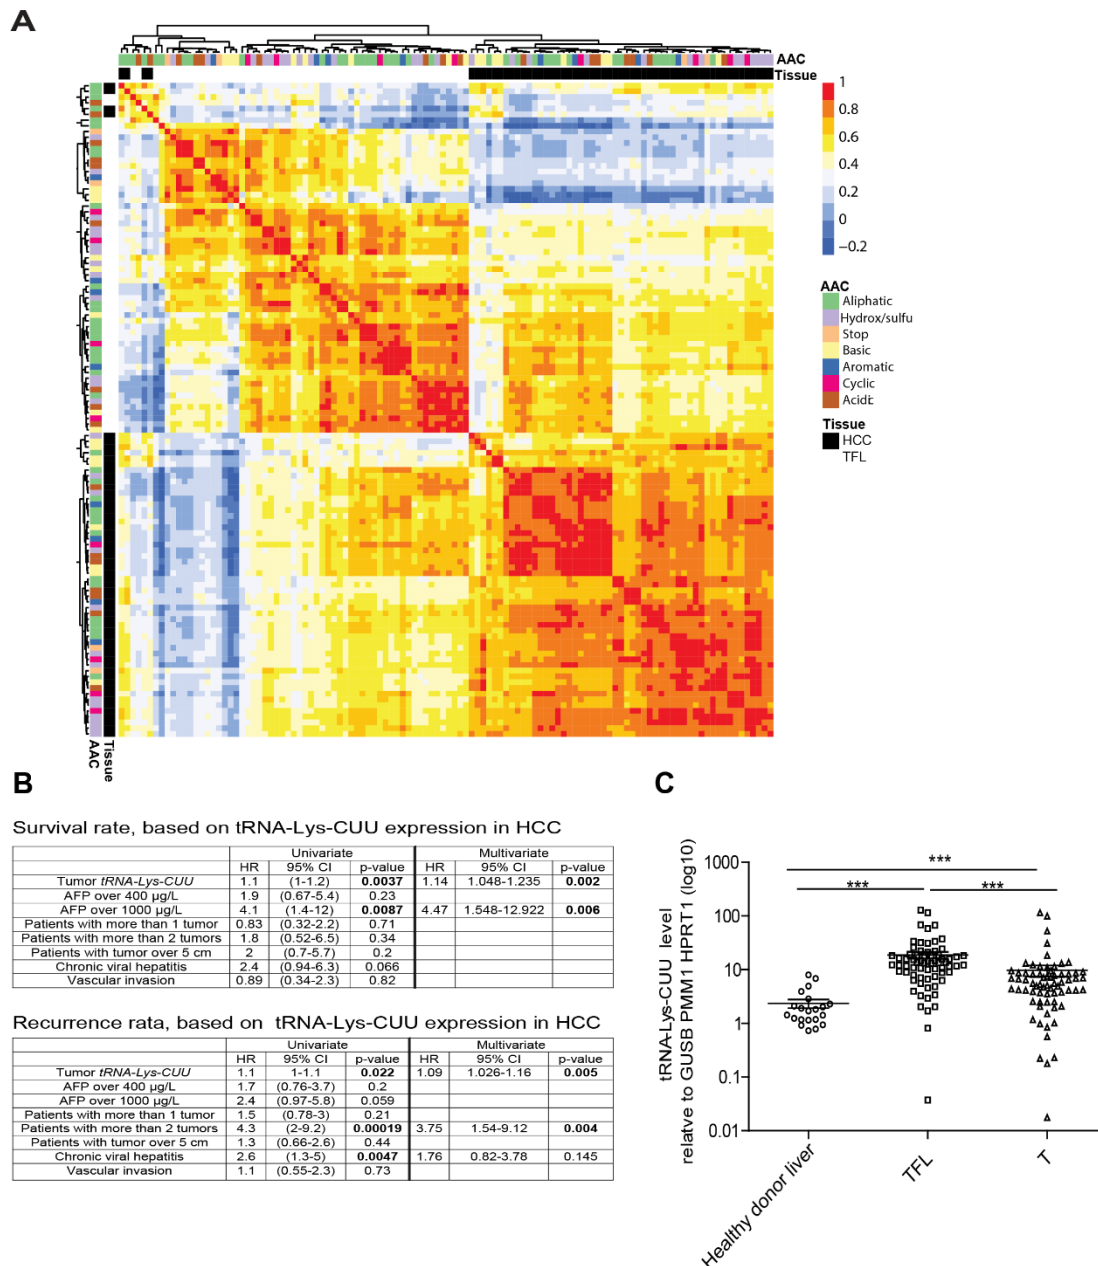 A
AAC
Tissue
1
0.8
0.6
0.4
0.2
0
−0.2
AAC
Aliphatic
Hydrox/sulfu
Stop
Basic
Aromatic
Cyclic
Acidic
Tissue
HCC
TFL
AAC
Tissue
B
Survival rate, based on tRNA-Lys-CUU expression in HCC
Univariate Multivariate
HR 95% CI p-value HR 95% CI p-value
Tumor tRNA-Lys-CUU 1.1 (1-1.2) 0.0037 1.14 1.048-1.235 0.002
AFP over 400 µg/L 1.9 (0.67-5.4) 0.23
AFP over 1000 µg/L 4.1 (1.4-12) 0.0087 4.47 1.548-12.922 0.006
Patients with more than 1 tumor 0.83 (0.32-2.2) 0.71
Patients with more than 2 tumors 1.8 (0.52-6.5) 0.34
Patients with tumor over 5 cm 2 (0.7-5.7) 0.2
Chronic viral hepatitis 2.4 (0.94-6.3) 0.066
Vascular invasion 0.89 (0.34-2.3) 0.82
Recurrence rata, based on tRNA-Lys-CUU expression in HCC
Univariate Multivariate
HR 95% CI p-value HR 95% CI p-value
Tumor tRNA-Lys-CUU 1.1 1-1.1 0.022 1.09 1.026-1.16 0.005
AFP over 400 µg/L 1.7 (0.76-3.7) 0.2
AFP over 1000 µg/L 2.4 (0.97-5.8) 0.059
Patients with more than 1 tumor 1.5 (0.78-3) 0.21
Patients with more than 2 tumors 4.3 (2-9.2) 0.00019 3.75 1.54-9.12 0.004
Patients with tumor over 5 cm 1.3 (0.66-2.6) 0.44
Chronic viral hepatitis 2.6 (1.3-5) 0.0047 1.76 0.82-3.78 0.145
Vascular invasion 1.1 (0.55-2.3) 0.73
C
tRNA-Lys-CUU level
relatve to GUSB PMM1 HPRT1 (log10)
1000
100
10
1
0.1
0.01
***
***
***
Healthy donor liver
TFL
T